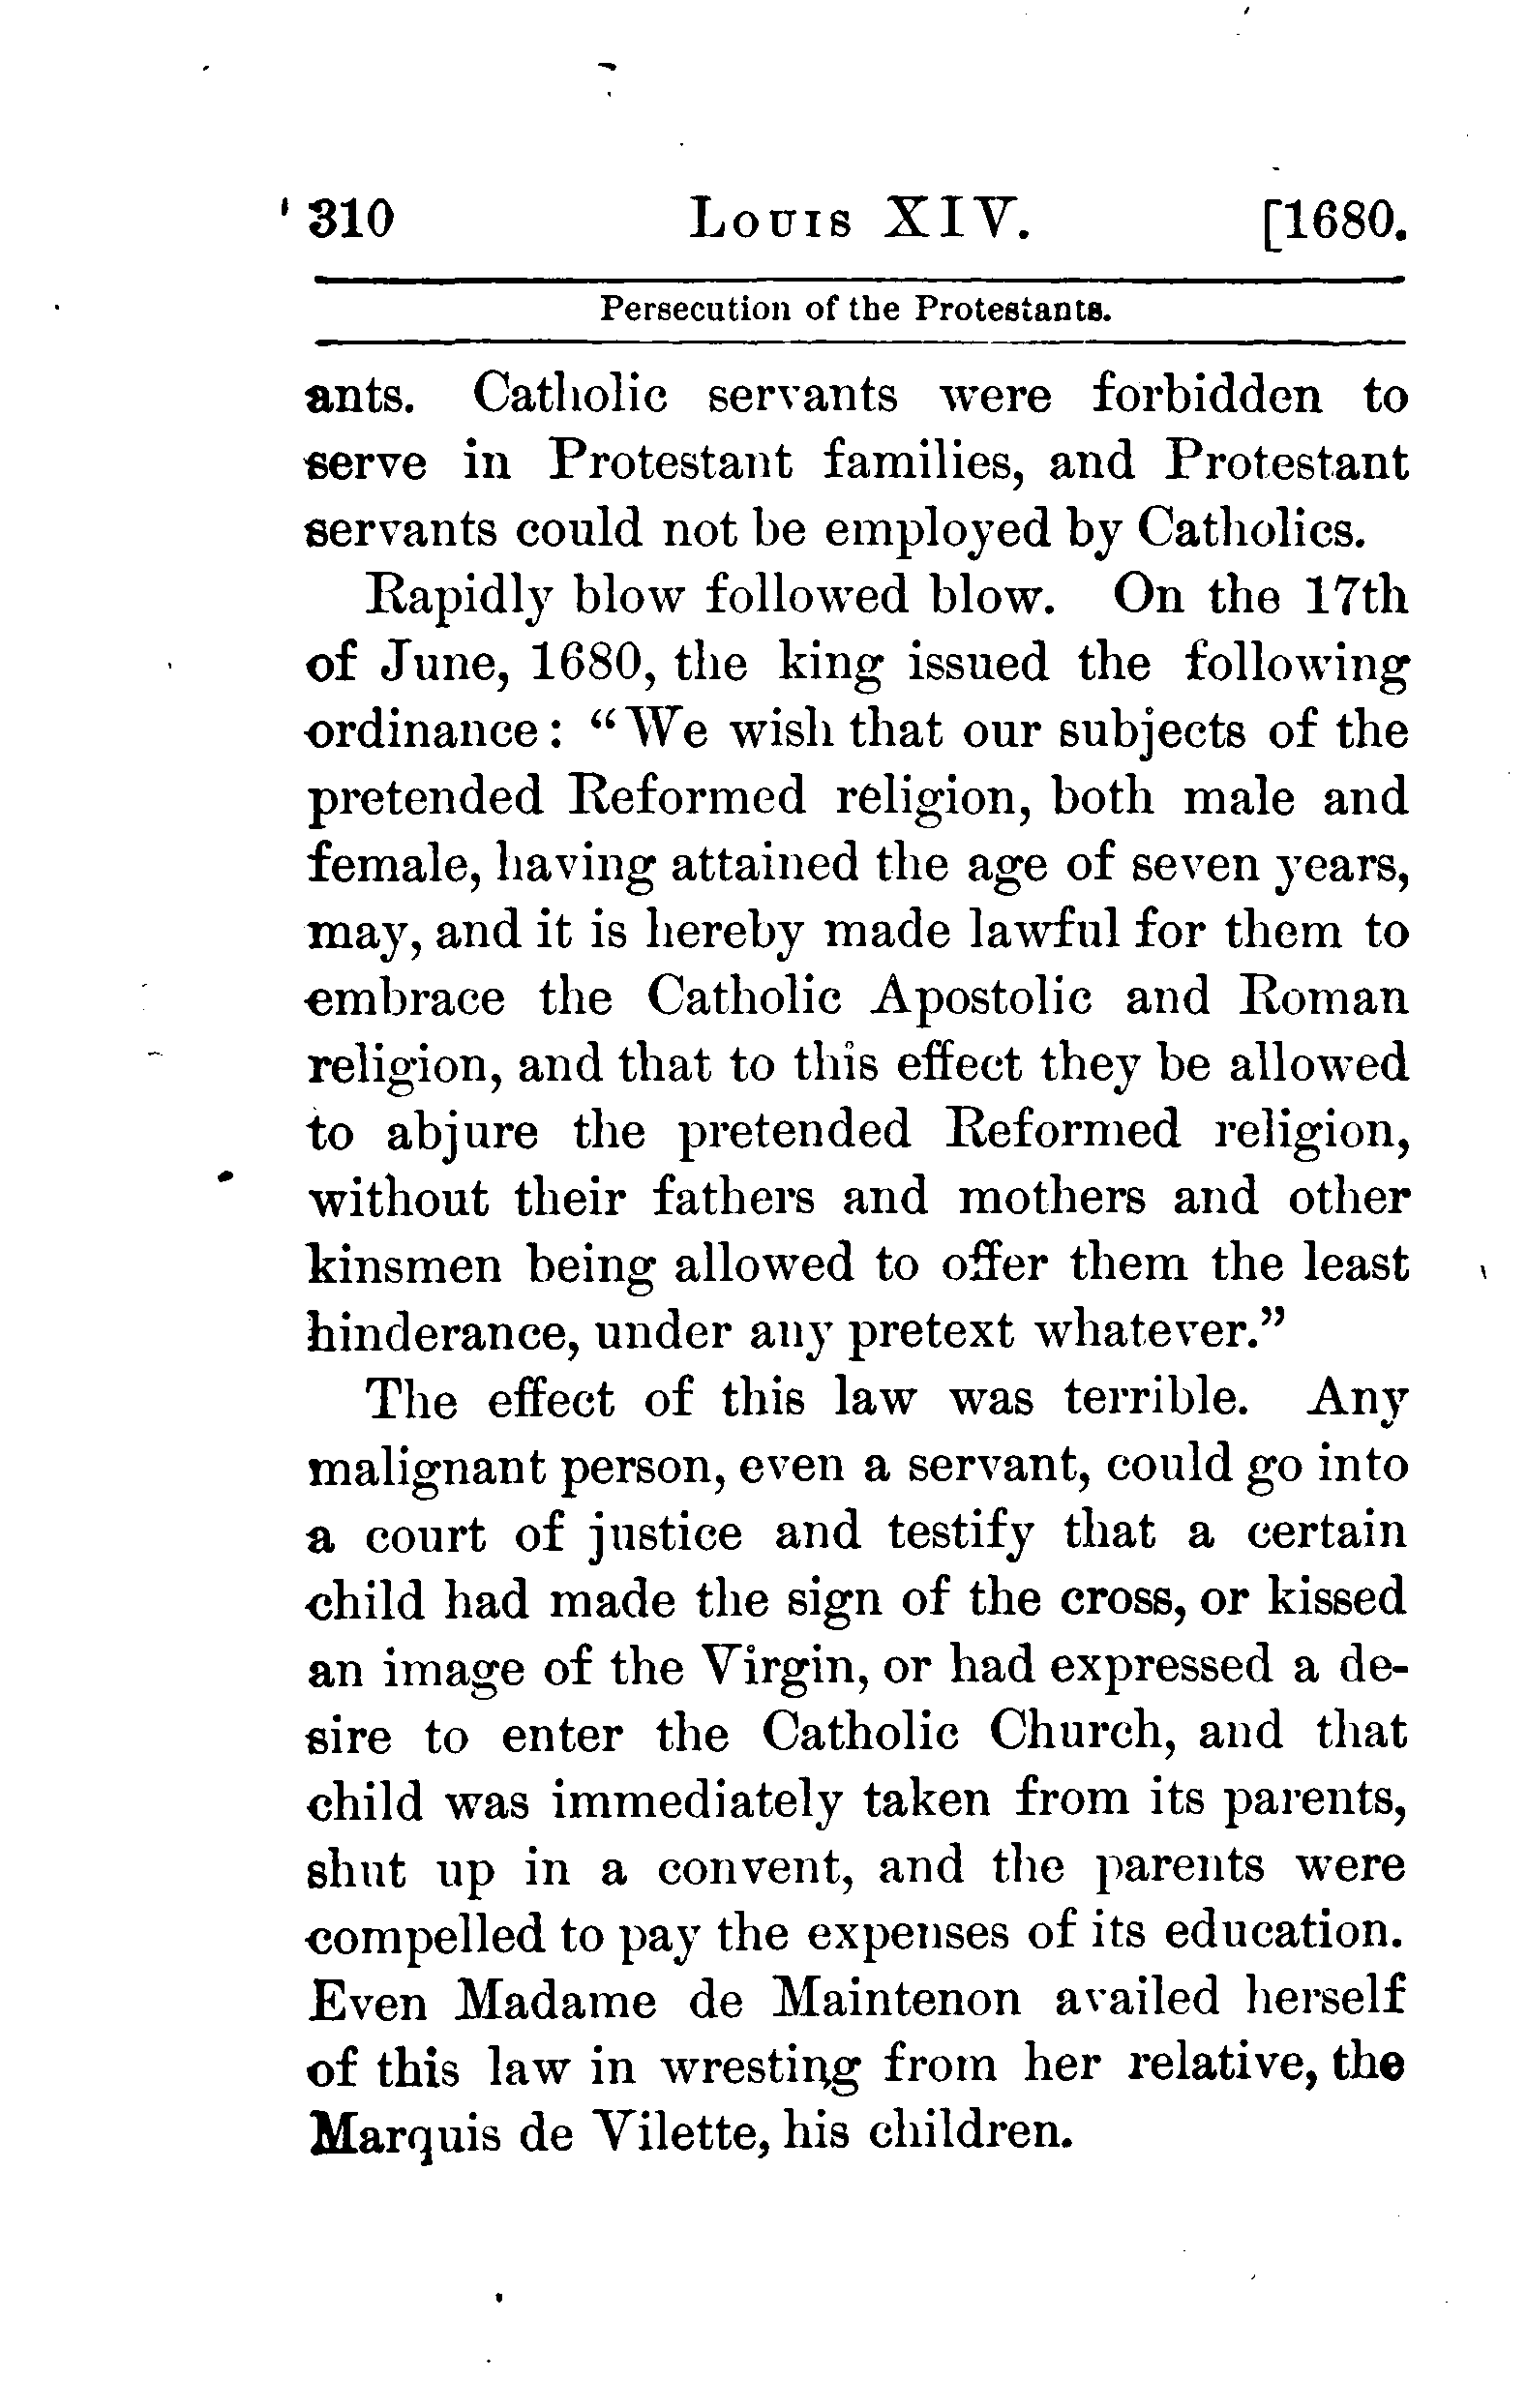 310 Louis XIV. [1680.
Persecution of the Protestants.
ants. Catholic servants were forbidden to
serve in Protestant families, and Protestant
servants could not be employed by Catholics.
Rapidly blow followed blow. On the 17th
of June, 1680, the king issued the following
ordinance: “We wish that our subjects of the
pretended Reformed religion, both male and
female, having attained the age of seven years,
may, and it is hereby made lawful for them to
embrace the Catholic Apostolic and Roman
religion, and that to this effect they be allowed
to abjure the pretended Reformed religion,
without their fathers and mothers and other
kinsmen being allowed to offer them the least
hinderance, under any pretext whatever.”
The effect of this law was terrible. Any
malignant person, even a servant, could go into
a court of justice and testify that a certain
child had made the sign of the cross, or kissed
an image of the Virgin, or had expressed a de-
sire to enter the Catholic Church, and that
child was immediately taken from its parents,
shut up in a convent, and the parents were
compelled to pay the expenses of its education.
Even Madame de Maintenon availed herself
of this law in wresting from her relative, the
Marquis de Vilette, his children.